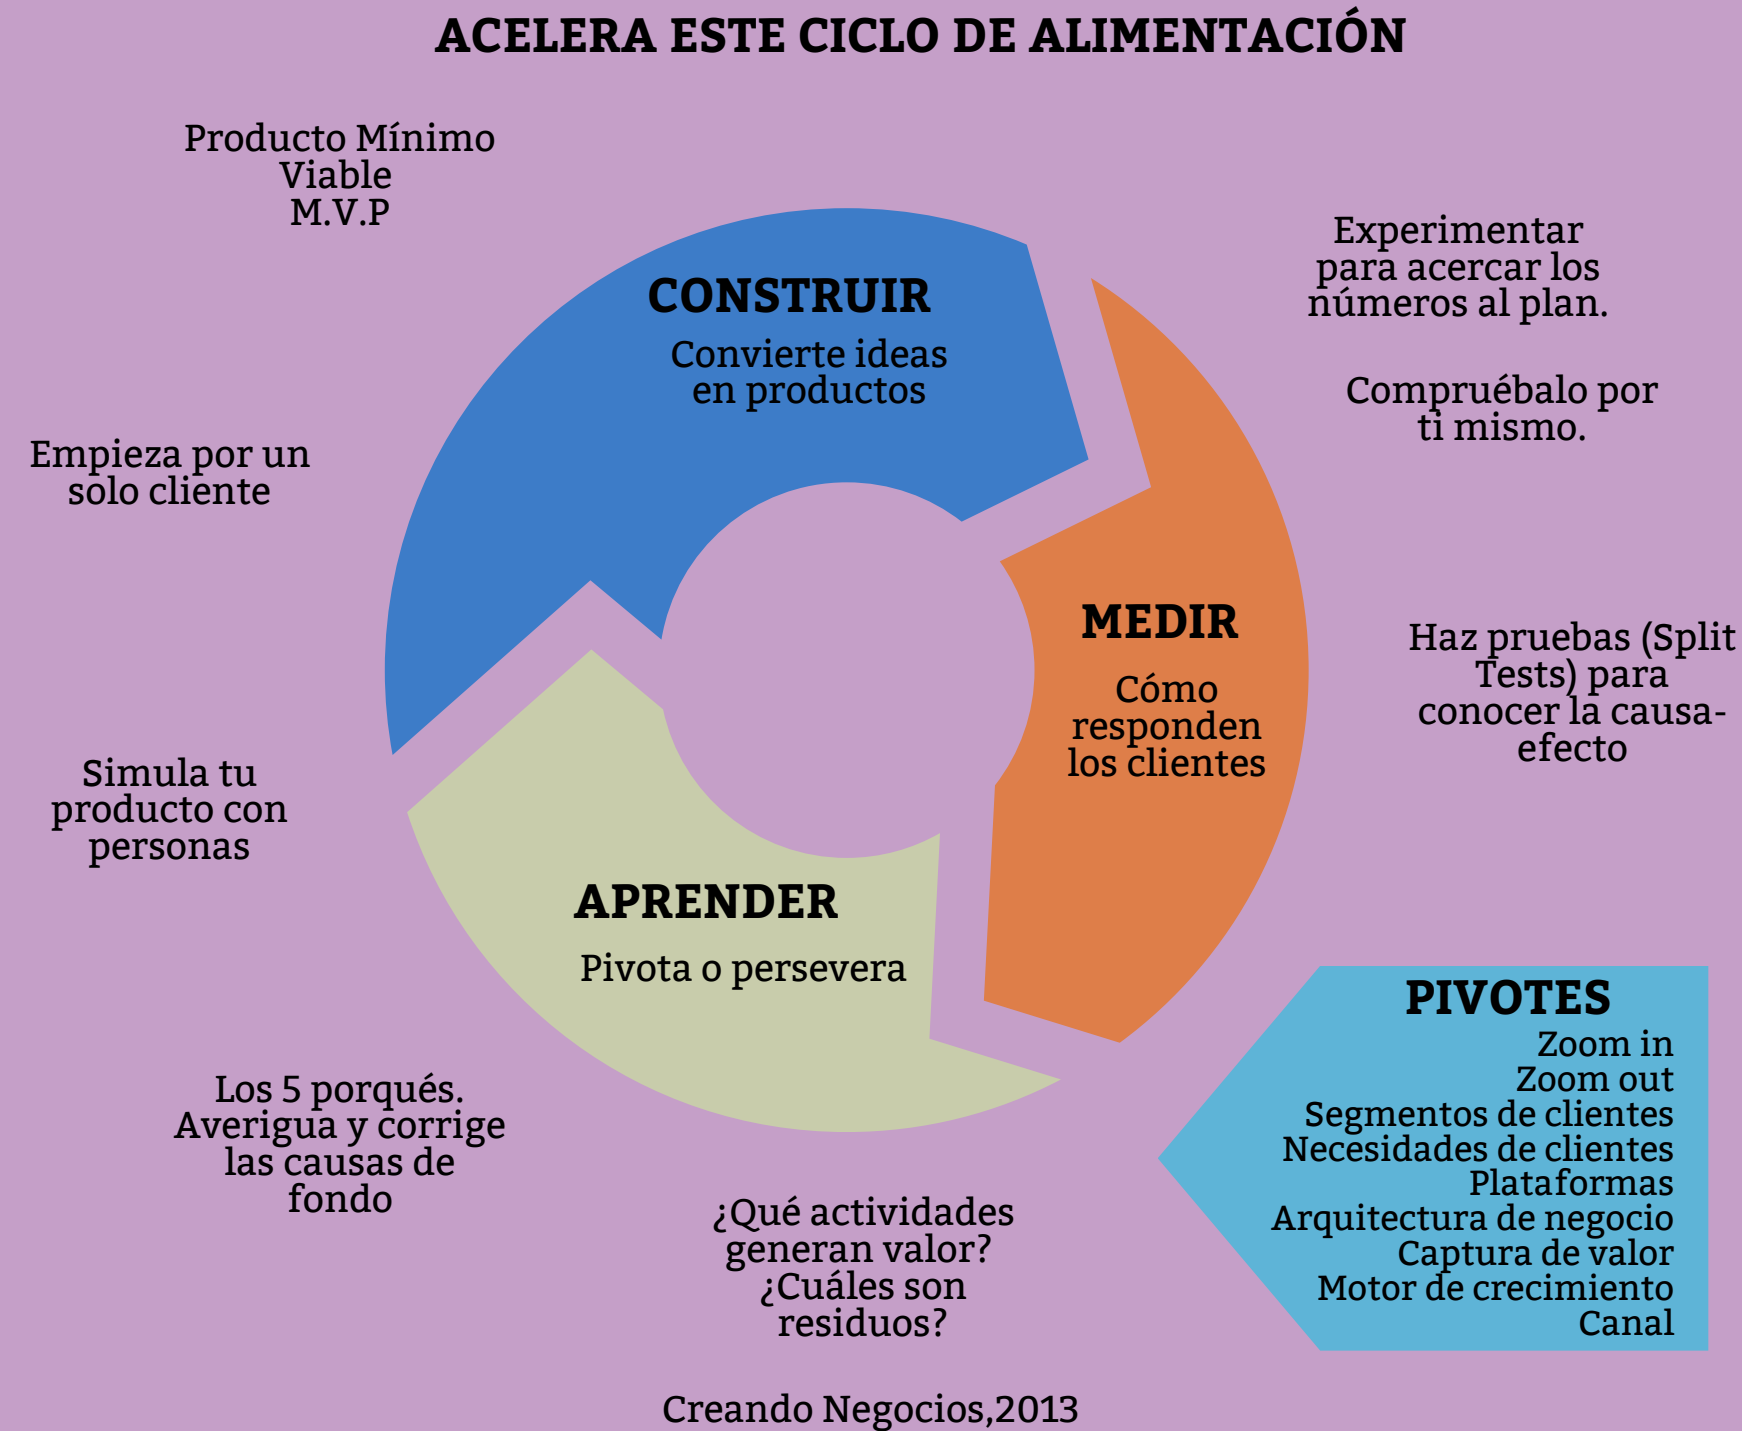 ACELERA ESTE CICLO DE ALIMENTACIÓN
Producto Mínimo
Viable
M.V.P
Experimentar
para acercar los
números al plan.
Compruébalo por
ti mismo.
CONSTRUIR
Convierte ideas
en productos
Empieza por un
solo cliente
MEDIR
Cómo
responden
los clientes
Haz pruebas (Split
Tests) para
conocer la causa-
efecto
Simula tu
producto con
personas
APRENDER
Pivota o persevera
PIVOTES
Zoom in
Zoom out
Segmentos de clientes
Necesidades de clientes
Plataformas
Arquitectura de negocio
Captura de valor
Motor de crecimiento
Canal
Los 5 porqués.
Averigua y corrige
las causas de
fondo
¿Qué actividades
generan valor?
¿Cuáles son
residuos?
Creando Negocios,2013